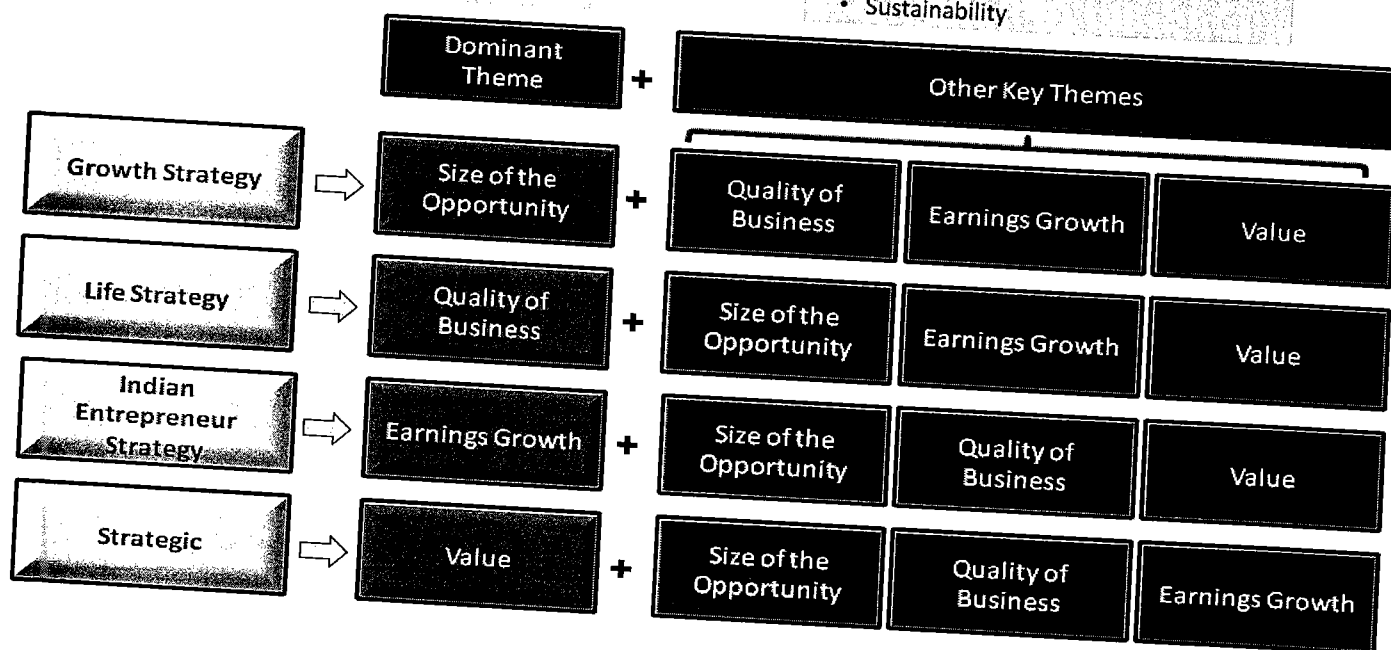 • Sustainability
Dominant
Theme
+
Other Key Themes
Growth Strategy
Size of the
Opportunity
+
Quality of
Business
Earnings Growth
Value
Life Strategy
Quality of
Business
+
Size of the
Opportunity
Earnings Growth
Value
Indian
Entrepreneur
Strategy
Earnings Growth
+
Size of the
Opportunity
Quality of
Business
Value
Strategic
Value
+
Size of the
Opportunity
Quality of
Business
Earnings Growth